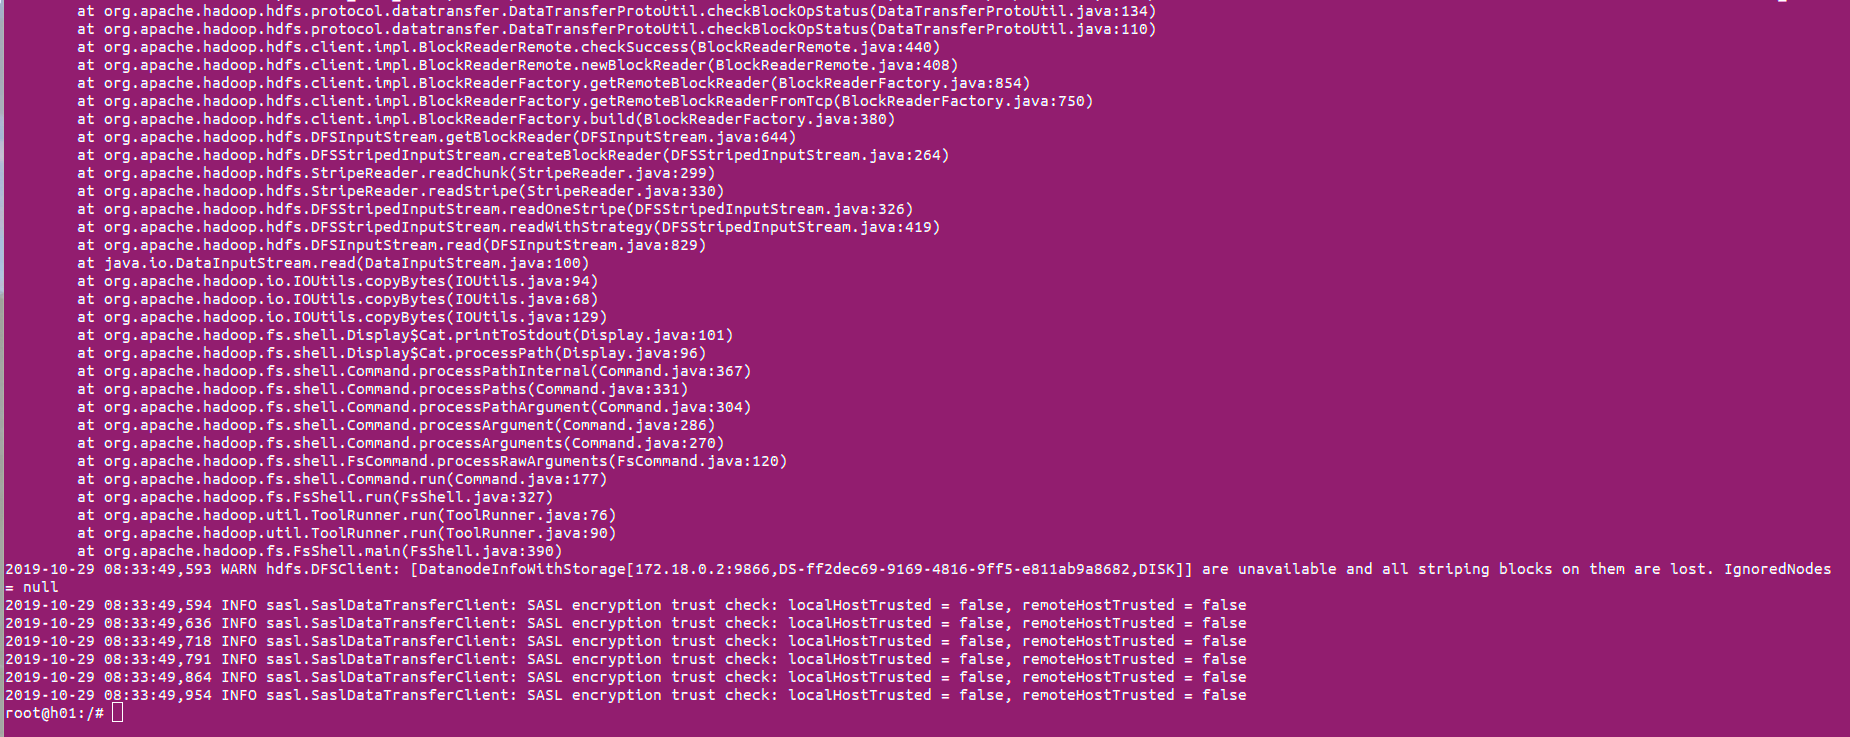 at org.apache.hadoop.hdfs.protocol.datatransfer.DataTransferProtoUtil.checkBlockOpStatus(DataTransferProtoUtil.java:134)
at org.apache.hadoop.hdfs.protocol.datatransfer.DataTransferProtoUtil.checkBlockOpStatus(DataTransferProtoUtil.java:110)
at org.apache.hadoop.hdfs.client.impl.BlockReaderRemote.checkSuccess(BlockReaderRemote.java:440)
at org.apache.hadoop.hdfs.client.impl.BlockReaderRemote.newBlockReader(BlockReaderRemote.java:408)
at org.apache.hadoop.hdfs.client.impl.BlockReaderFactory.getRemoteBlockReader(BlockReaderFactory.java:854)
at org.apache.hadoop.hdfs.client.impl.BlockReaderFactory.getRemoteBlockReaderFromTcp(BlockReaderFactory.java:750)
at org.apache.hadoop.hdfs.client.impl.BlockReaderFactory.build(BlockReaderFactory.java:380)
at org.apache.hadoop.hdfs.DFSInputStream.getBlockReader(DFSInputStream.java:644)
at org.apache.hadoop.hdfs.DFSStripedInputStream.createBlockReader(DFSStripedInputStream.java:264)
at org.apache.hadoop.hdfs.StripeReader.readChunk(StripeReader.java:299)
at org.apache.hadoop.hdfs.StripeReader.readStripe(StripeReader.java:330)
at org.apache.hadoop.hdfs.DFSStripedInputStream.readOneStripe(DFSStripedInputStream.java:326)
at org.apache.hadoop.hdfs.DFSStripedInputStream.readWithStrategy(DFSStripedInputStream.java:419)
at org.apache.hadoop.hdfs.DFSInputStream.read(DFSInputStream.java:829)
at java.io.DataInputStream.read(DataInputStream.java:100)
at org.apache.hadoop.io.IOUtils.copyBytes(IOUtils.java:94)
at org.apache.hadoop.io.IOUtils.copyBytes(IOUtils.java:68)
at org.apache.hadoop.io.IOUtils.copyBytes(IOUtils.java:129)
at org.apache.hadoop.fs.shell.Display$Cat.printToStdout(Display.java:101)
at org.apache.hadoop.fs.shell.Display$Cat.processPath(Display.java:96)
at org.apache.hadoop.fs.shell.Command.processPathInternal(Command.java:367)
at org.apache.hadoop.fs.shell.Command.processPaths(Command.java:331)
at org.apache.hadoop.fs.shell.Command.processPathArgument(Command.java:304)
at org.apache.hadoop.fs.shell.Command.processArgument(Command.java:286)
at org.apache.hadoop.fs.shell.Command.processArguments(Command.java:270)
at org.apache.hadoop.fs.shell.FsCommand.processRawArguments(FsCommand.java:120)
at org.apache.hadoop.fs.shell.Command.run(Command.java:177)
at org.apache.hadoop.fs.FsShell.run(FsShell.java:327)
at org.apache.hadoop.util.ToolRunner.run(ToolRunner.java:76)
at org.apache.hadoop.util.ToolRunner.run(ToolRunner.java:90)
at org.apache.hadoop.fs.FsShell.main(FsShell.java:390)
2019-10-29 08:33:49,593 WARN hdfs.DFSClient: [DatanodeInfoWithStorage[172.18.0.2:9866,DS-ff2dec69-9169-4816-9ff5-e811ab9a8682,DISK]] are unavailable and all striping blocks on them are lost. IgnoredNodes
= null
2019-10-29 08:33:49,594 INFO sasl.SaslDataTransferClient: SASL encryption trust check: localHostTrusted = false, remoteHostTrusted = false
2019-10-29 08:33:49,636 INFO sasl.SaslDataTransferClient: SASL encryption trust check: localHostTrusted = false, remoteHostTrusted = false
2019-10-29 08:33:49,718 INFO sasl.SaslDataTransferClient: SASL encryption trust check: localHostTrusted = false, remoteHostTrusted = false
2019-10-29 08:33:49,791 INFO sasl.SaslDataTransferClient: SASL encryption trust check: localHostTrusted = false, remoteHostTrusted = false
2019-10-29 08:33:49,864 INFO sasl.SaslDataTransferClient: SASL encryption trust check: localHostTrusted = false, remoteHostTrusted = false
2019-10-29 08:33:49,954 INFO sasl.SaslDataTransferClient: SASL encryption trust check: localHostTrusted = false, remoteHostTrusted = false
root@h01:/#